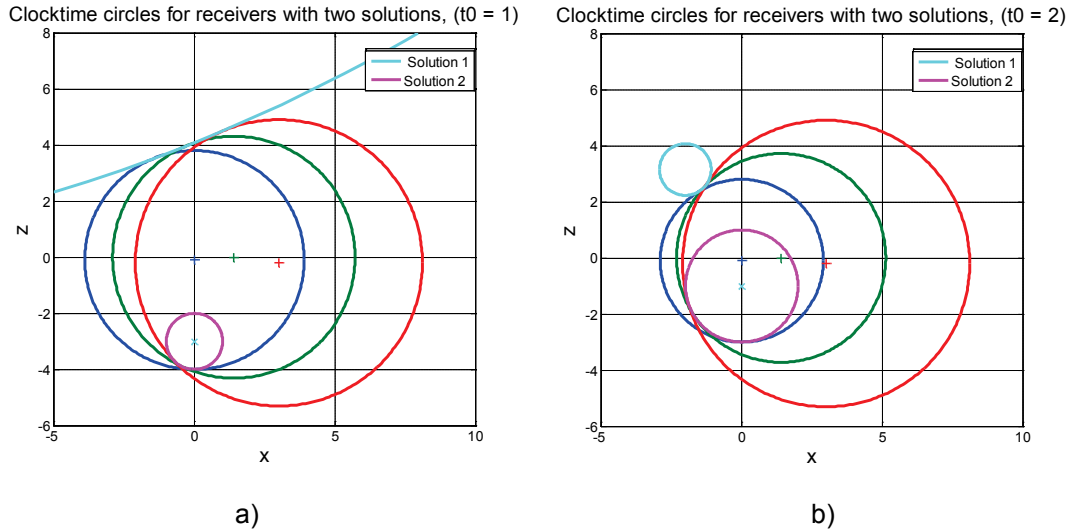 Clocktime circles for receivers with two solutions, (t0 = 1)
8
6
4
2
0
-2
-4
-6
z
-5
0
5
10
x
Solution 1
Solution 2
a)
Clocktime circles for receivers with two solutions, (t0 = 2)
8
6
4
2
0
-2
-4
-6
z
-5
0
5
10
x
Solution 1
Solution 2
b)